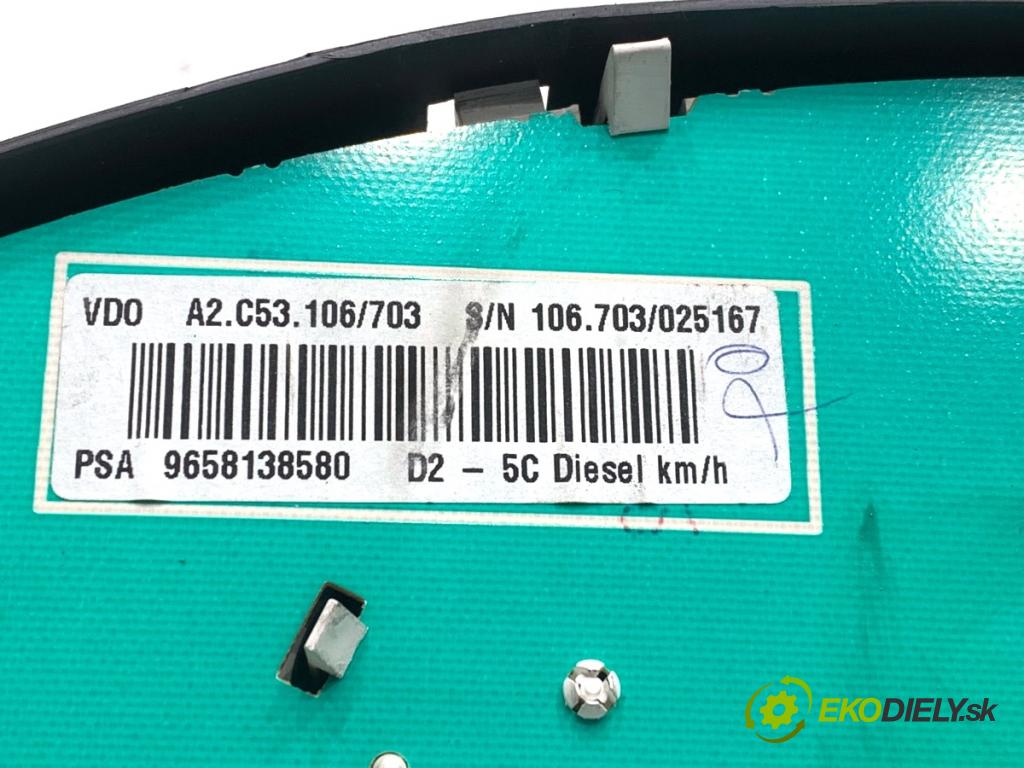 VDO A2.C53.106/703 S/N 106.703/025167
PSA 9658138580 D2 - 5C Diesel km/h
EKODIELY.sk